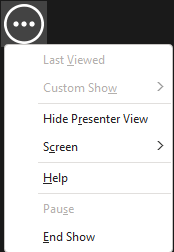 Last Viewed
Custom Show
Hide Presenter View
Screen
Help
Pause
End Show